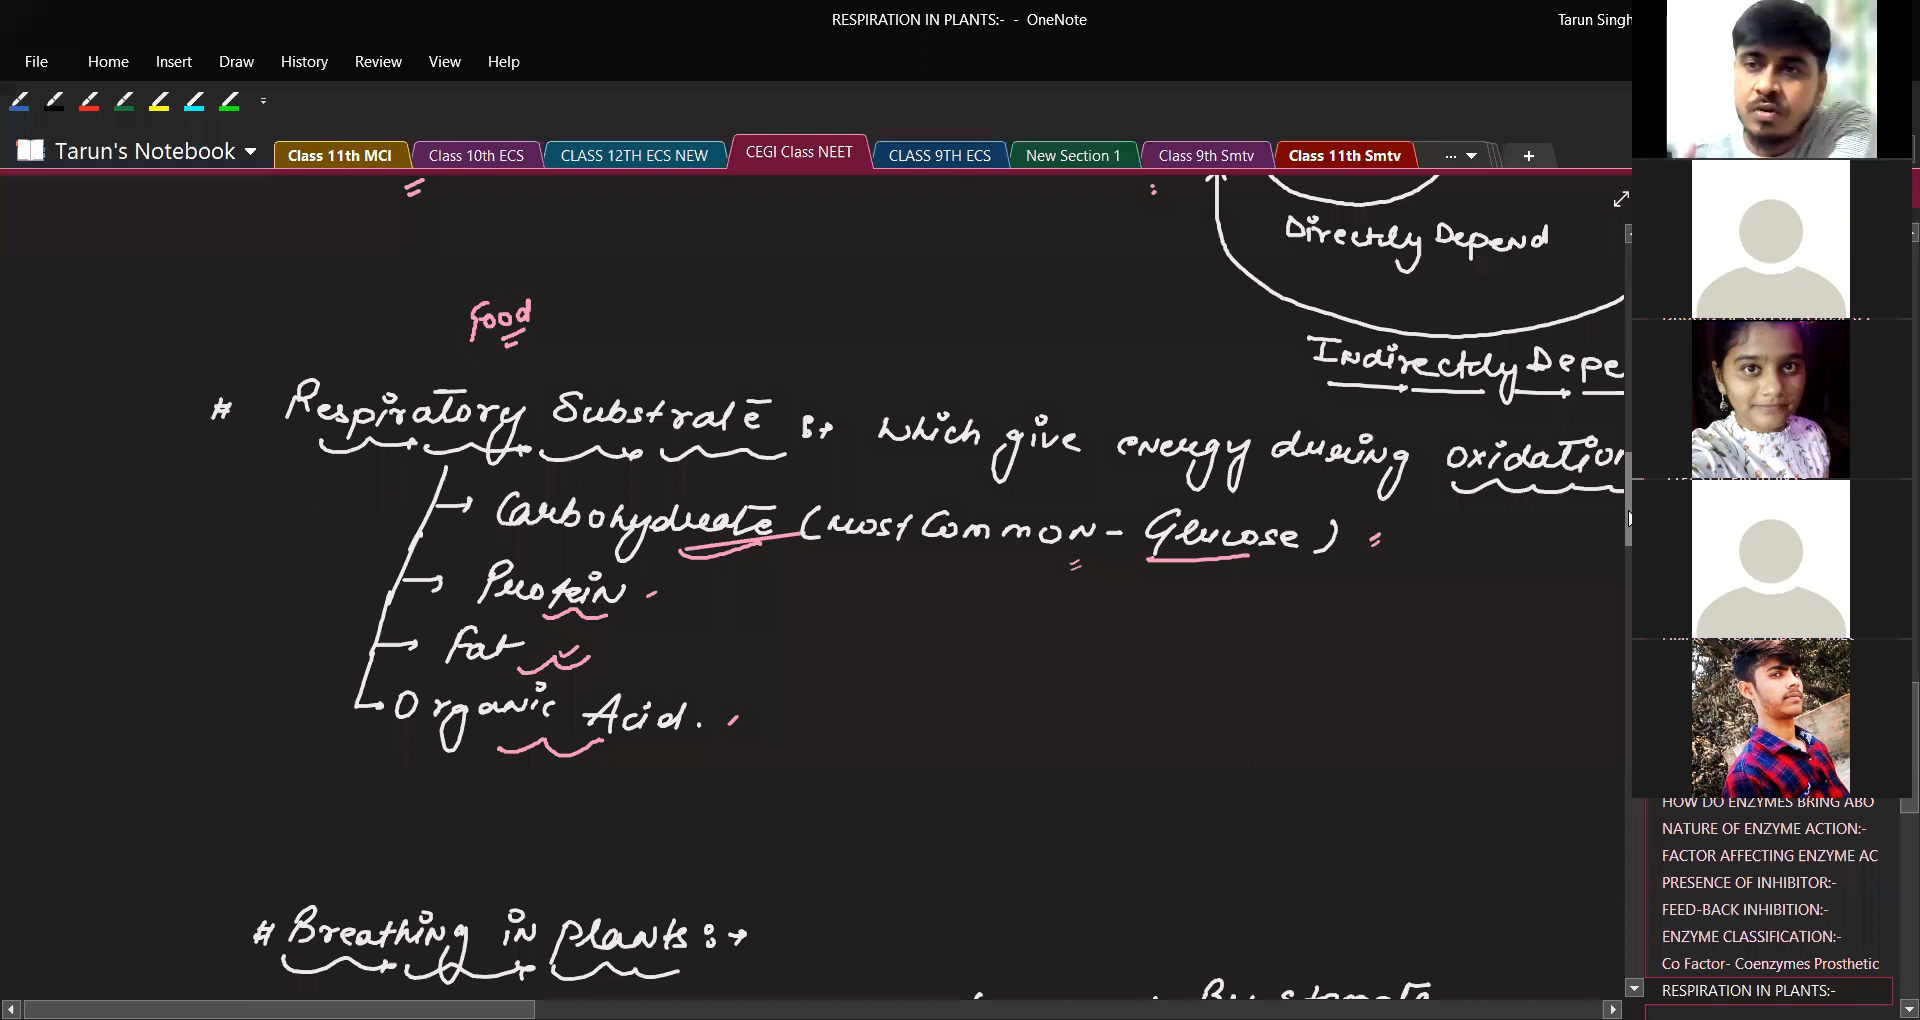 RESPIRATION IN PLANTS:- - OneNote
Tarun Singh
File Home Insert Draw History Review View Help
Tarun's Notebook
Class 11th MCI
Class 10th ECS
CLASS 12TH ECS NEW
CEGI Class NEET
CLASS 9TH ECS
New Section 1
Class 9th Smtv
Class 11th Smtv
...
+
Directly Depend
Indirectly Depe
Food
# Respiratory Substrate :→ which give energy during oxidation
Carbohydrate (most Common - Glucose)
Protein
Fat
Organic Acid.
# Breathing in plants :→
HOW DO ENZYMES BRING ABO
NATURE OF ENZYME ACTION:-
FACTOR AFFECTING ENZYME AC
PRESENCE OF INHIBITOR:-
FEED-BACK INHIBITION:-
ENZYME CLASSIFICATION:-
Co Factor- Coenzymes Prosthetic
RESPIRATION IN PLANTS:-